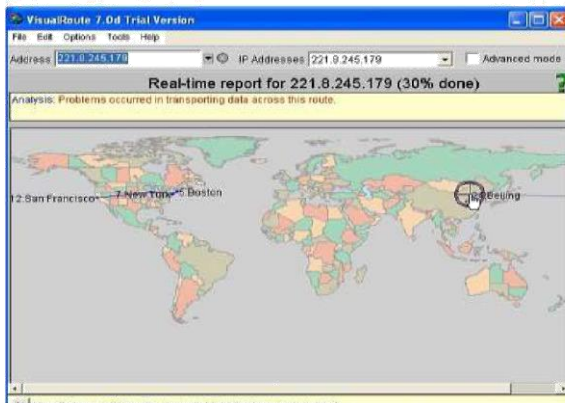 VisualRoute 7.0d Trial Version
File Edit Options Tools Help
Address 221.8.245.179 IP Addresses 221.8.245.179 Advanced mode
Real-time report for 221.8.245.179 (30% done) ?
Analysis: Problems occurred in transporting data across this route.
12.San Francisco 7.New York 5.Boston Beijing